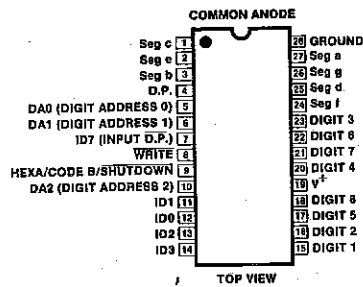 COMMON ANODE
Seg c 1
Seg e 2
Seg b 3
D.P. 4
DA0 (DIGIT ADDRESS 0) 5
DA1 (DIGIT ADDRESS 1) 6
ID7 (INPUT D.P.) 7
WRITE 8
HEXA/CODE B/SHUTDOWN 9
DA2 (DIGIT ADDRESS 2) 10
ID1 11
ID0 12
ID2 13
ID3 14
28 GROUND
27 Seg a
26 Seg g
25 Seg d
24 Seg f
23 DIGIT 3
22 DIGIT 6
21 DIGIT 7
20 DIGIT 4
19 V+
18 DIGIT 8
17 DIGIT 5
16 DIGIT 2
15 DIGIT 1
TOP VIEW